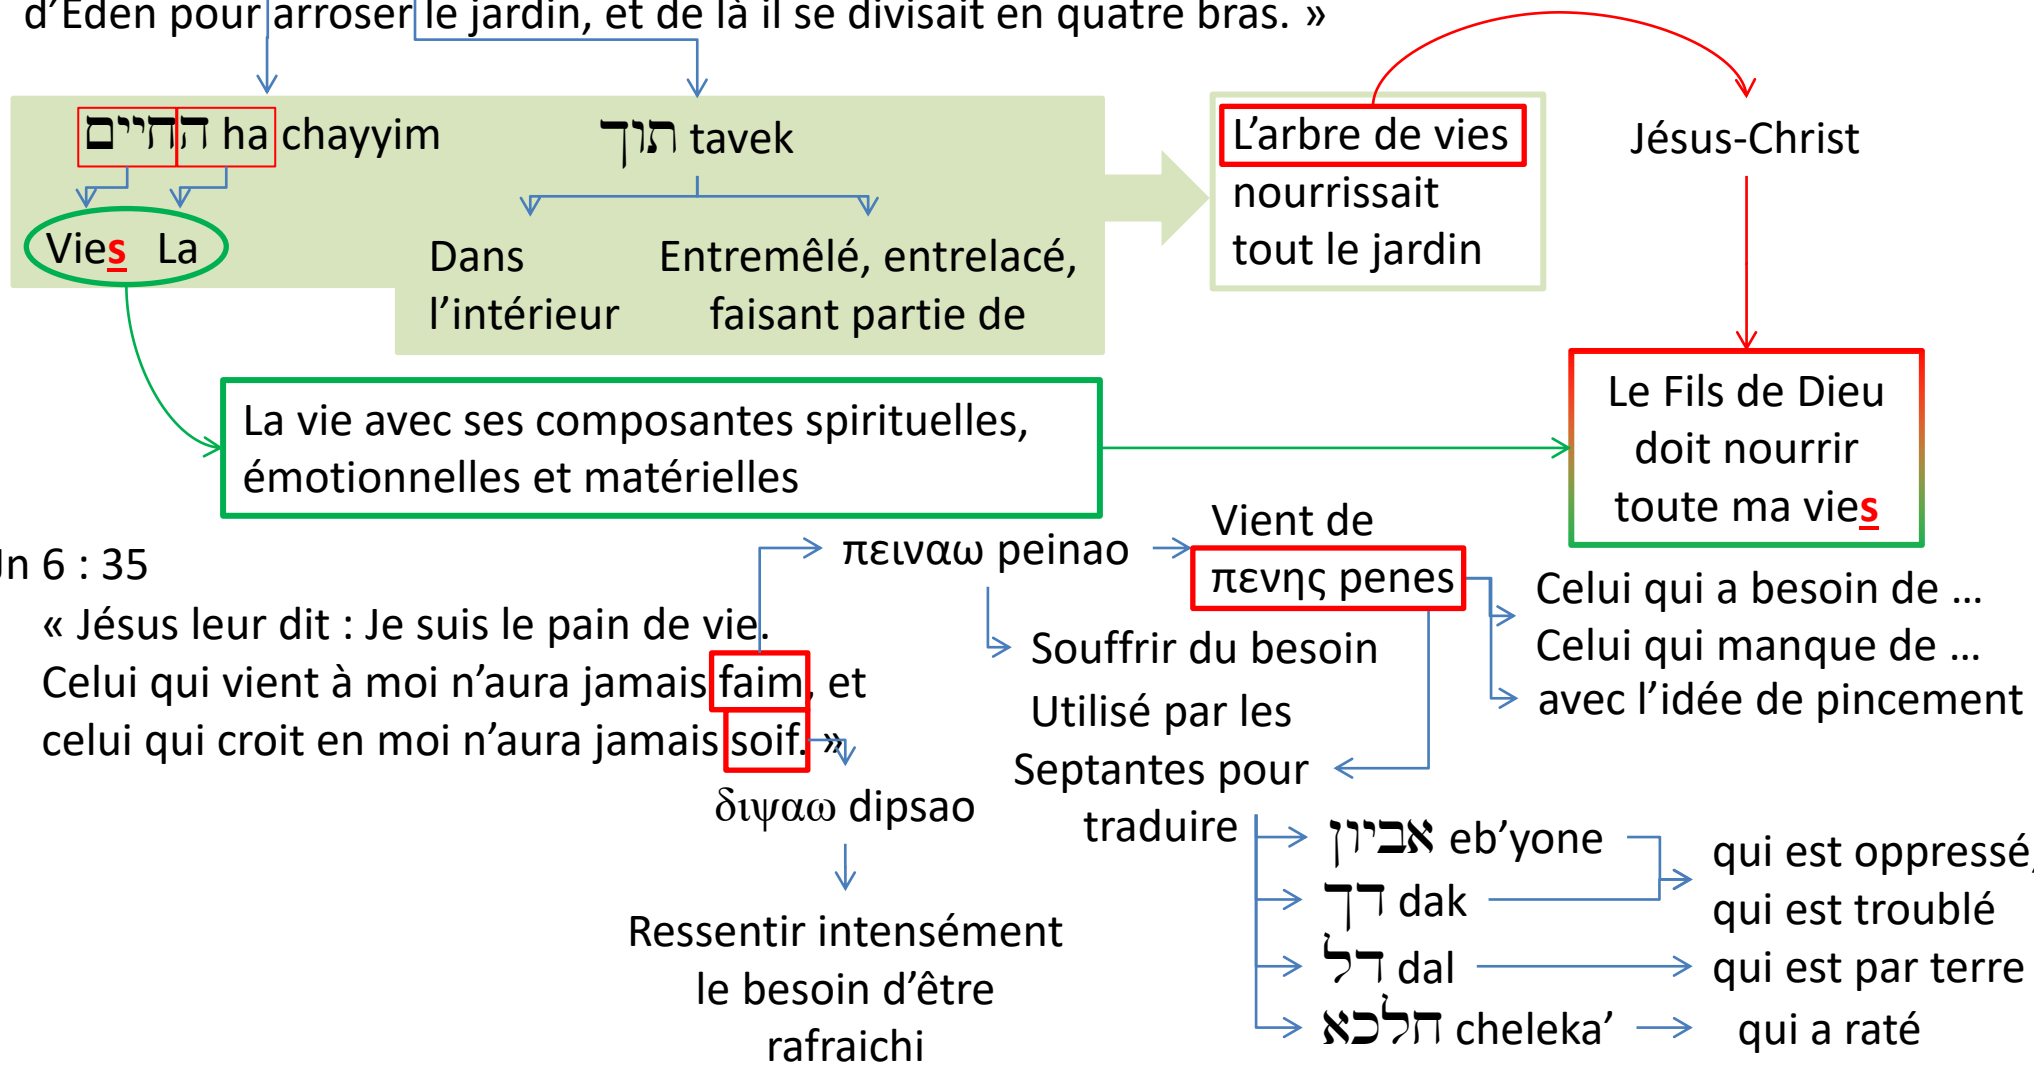 d’Eden pour arroser le jardin, et de là il se divisait en quatre bras. »
החיים ha chayyim
תוך tavek
Vies La
Dans
l’intérieur
Entremêlé, entrelacé,
faisant partie de
L’arbre de vies
nourrissait
tout le jardin
Jésus-Christ
La vie avec ses composantes spirituelles,
émotionnelles et matérielles
Le Fils de Dieu
doit nourrir
toute ma vies
Jn 6 : 35
« Jésus leur dit : Je suis le pain de vie.
Celui qui vient à moi n’aura jamais faim, et
celui qui croit en moi n’aura jamais soif. »
πειναω peinao
Vient de
πενης penes
Celui qui a besoin de ...
Celui qui manque de ...
avec l’idée de pincement
Souffrir du besoin
Utilisé par les
Septantes pour
traduire
διψαω dipsao
Ressentir intensément
le besoin d’être
rafraichi
אביון eb’yone
דך dak
qui est oppressé,
qui est troublé
דל dal
qui est par terre
חלכא cheleka’
qui a raté